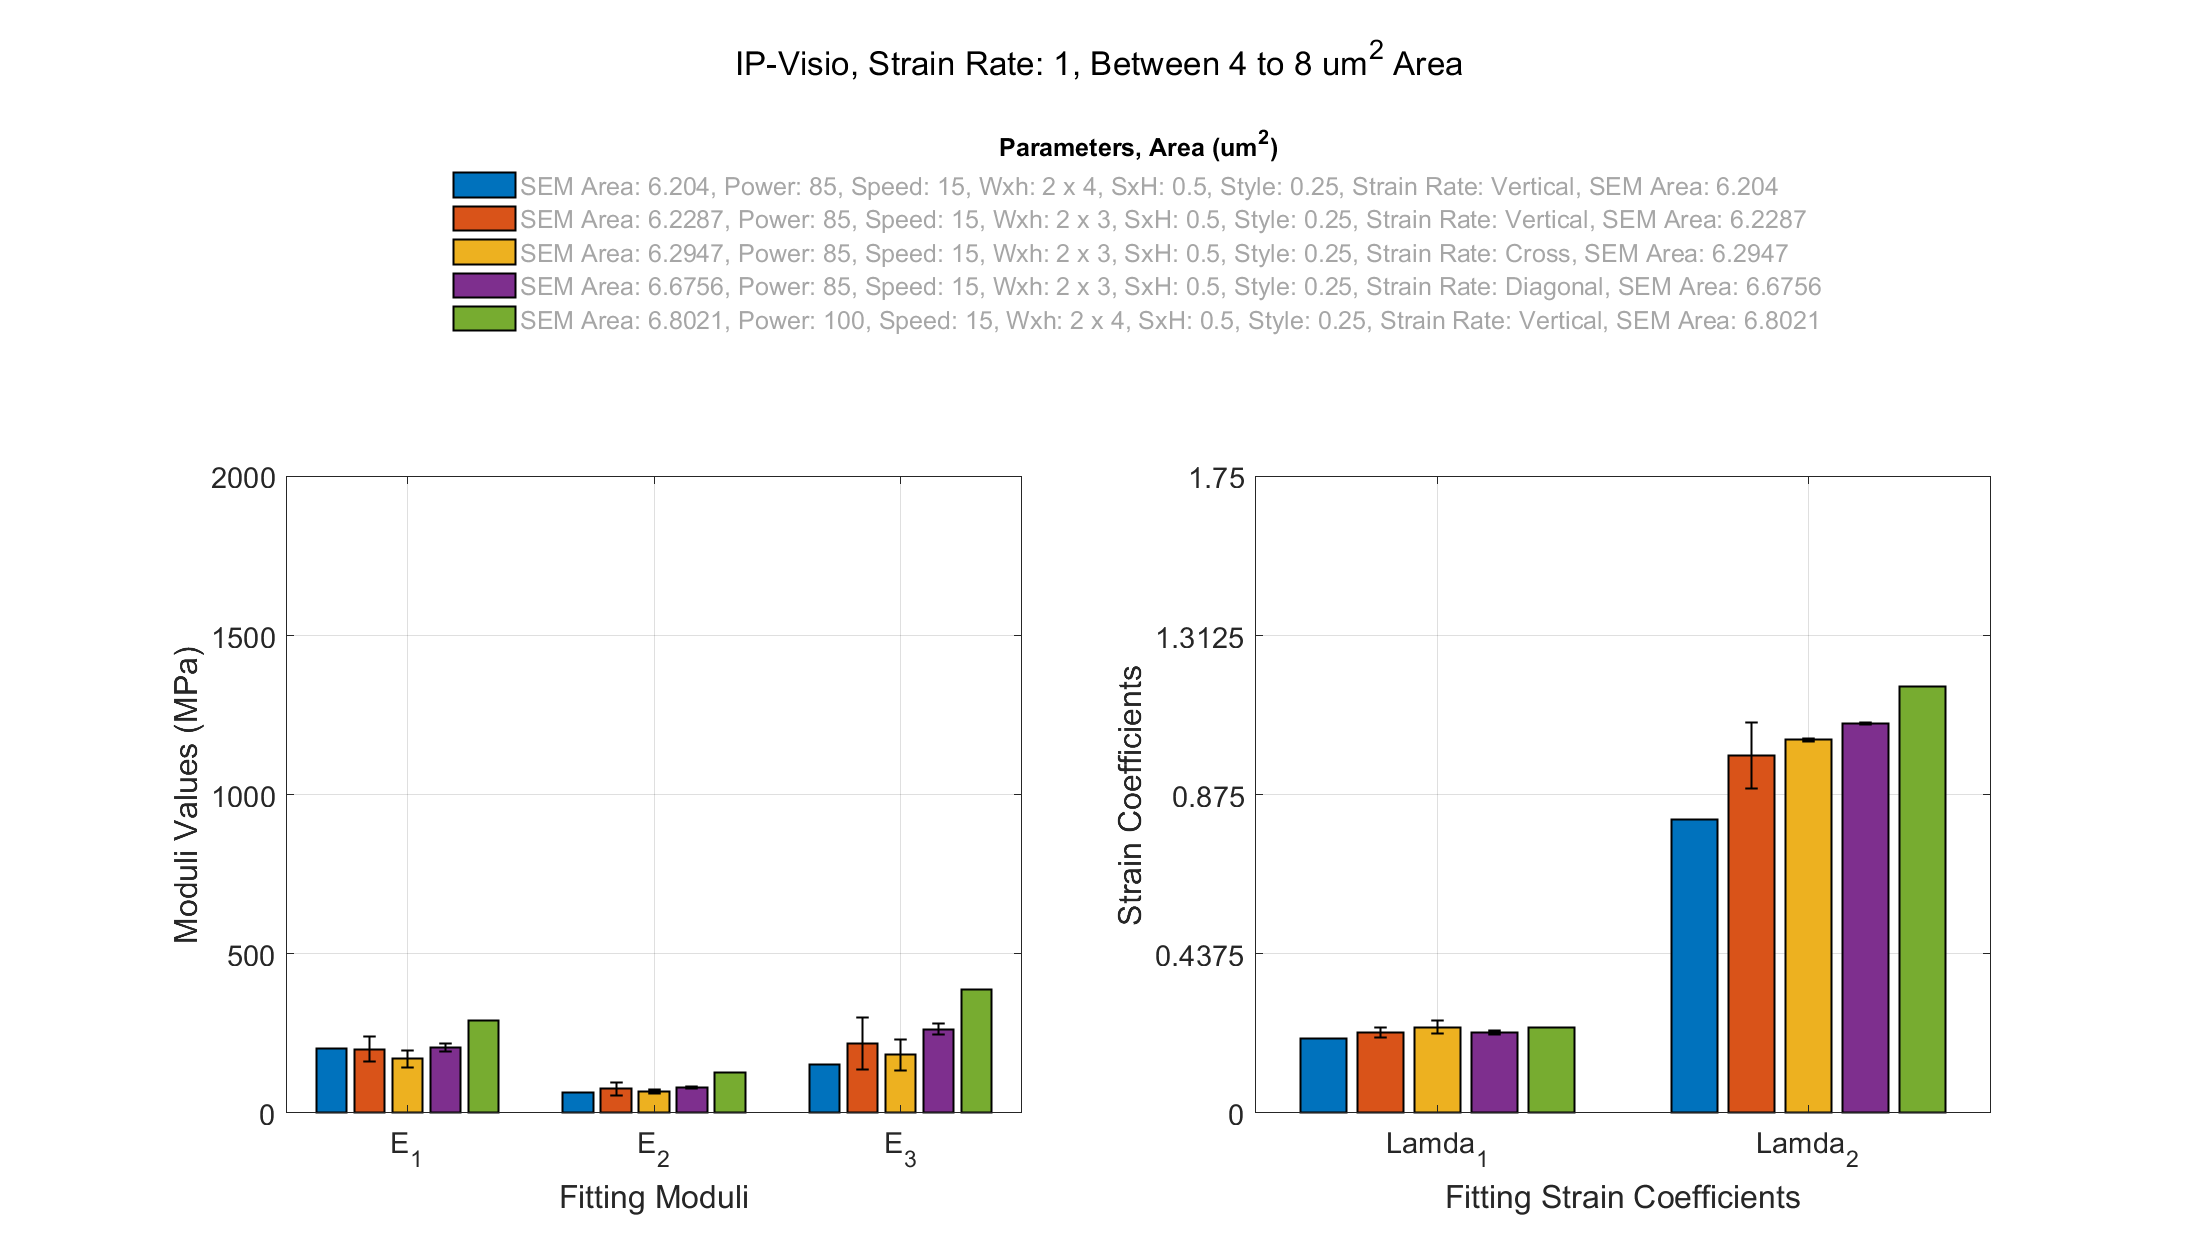 IP-Visio, Strain Rate: 1, Between 4 to 8 um2 Area
Parameters, Area (um2)
SEM Area: 6.204, Power: 85, Speed: 15, Wxh: 2 x 4, SxH: 0.5, Style: 0.25, Strain Rate: Vertical, SEM Area: 6.204
SEM Area: 6.2287, Power: 85, Speed: 15, Wxh: 2 x 3, SxH: 0.5, Style: 0.25, Strain Rate: Vertical, SEM Area: 6.2287
SEM Area: 6.2947, Power: 85, Speed: 15, Wxh: 2 x 3, SxH: 0.5, Style: 0.25, Strain Rate: Cross, SEM Area: 6.2947
SEM Area: 6.6756, Power: 85, Speed: 15, Wxh: 2 x 3, SxH: 0.5, Style: 0.25, Strain Rate: Diagonal, SEM Area: 6.6756
SEM Area: 6.8021, Power: 100, Speed: 15, Wxh: 2 x 4, SxH: 0.5, Style: 0.25, Strain Rate: Vertical, SEM Area: 6.8021
Moduli Values (MPa)
2000
1500
1000
500
0
E1
E2
E3
Fitting Moduli
Strain Coefficients
1.75
1.3125
0.875
0.4375
0
Lamda1
Lamda2
Fitting Strain Coefficients